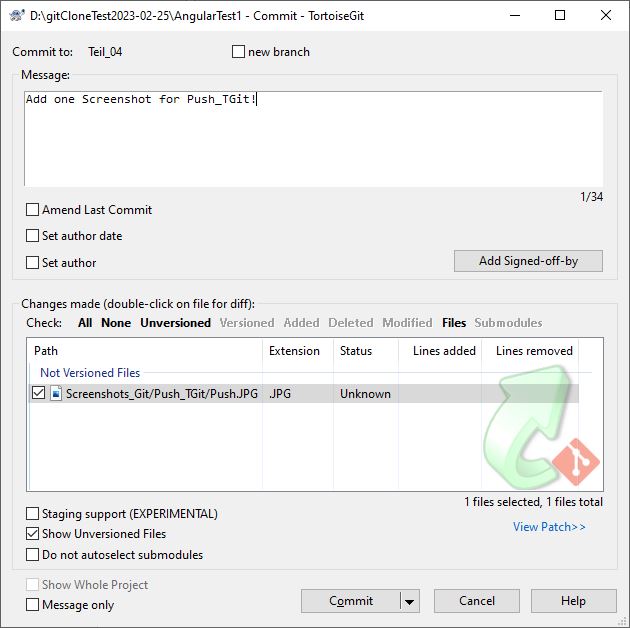 D:\gitCloneTest2023-02-25\AngularTest1 - Commit - TortoiseGit
Commit to: Teil_04 new branch
Message:
Add one Screenshot for Push_TGit!
1/34
Amend Last Commit
Set author date
Set author Add Signed-off-by
Changes made (double-click on file for diff):
Check: All None Unversioned Versioned Added Deleted Modified Files Submodules
Path Extension Status Lines added Lines removed
Not Versioned Files
Screenshots_Git/Push_TGit/Push.JPG .JPG Unknown
1 files selected, 1 files total
Staging support (EXPERIMENTAL)
Show Unversioned Files View Patch>>
Do not autoselect submodules
Show Whole Project
Message only Commit Cancel Help